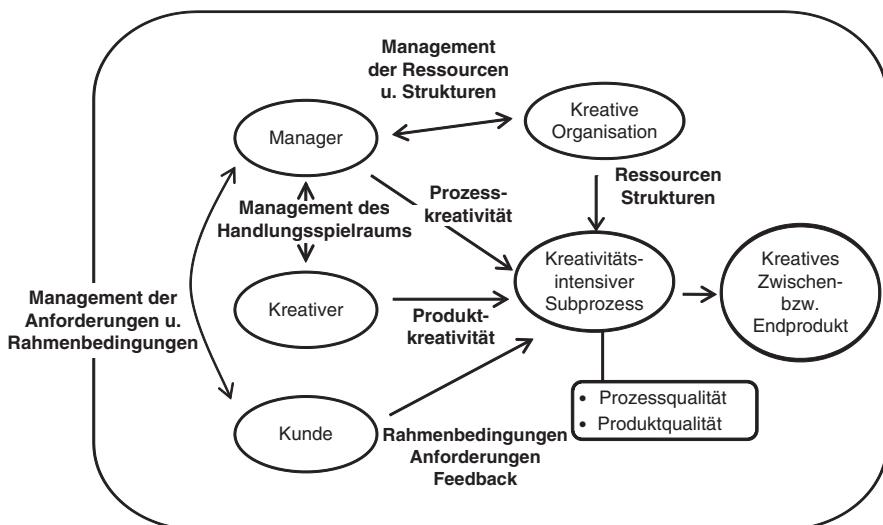 Management
der Ressourcen
u. Strukturen
Kreative
Organisation
Manager
Ressourcen
Strukturen
Prozess-
kreativität
Management des
Handlungsspielraums
Kreativitäts-
intensiver
Subprozess
Kreatives
Zwischen-
bzw.
Endprodukt
Management der
Anforderungen u.
Rahmenbedingungen
Kreativer
Produkt-
kreativität
• Prozessqualität
• Produktqualität
Kunde
Rahmenbedingungen
Anforderungen
Feedback